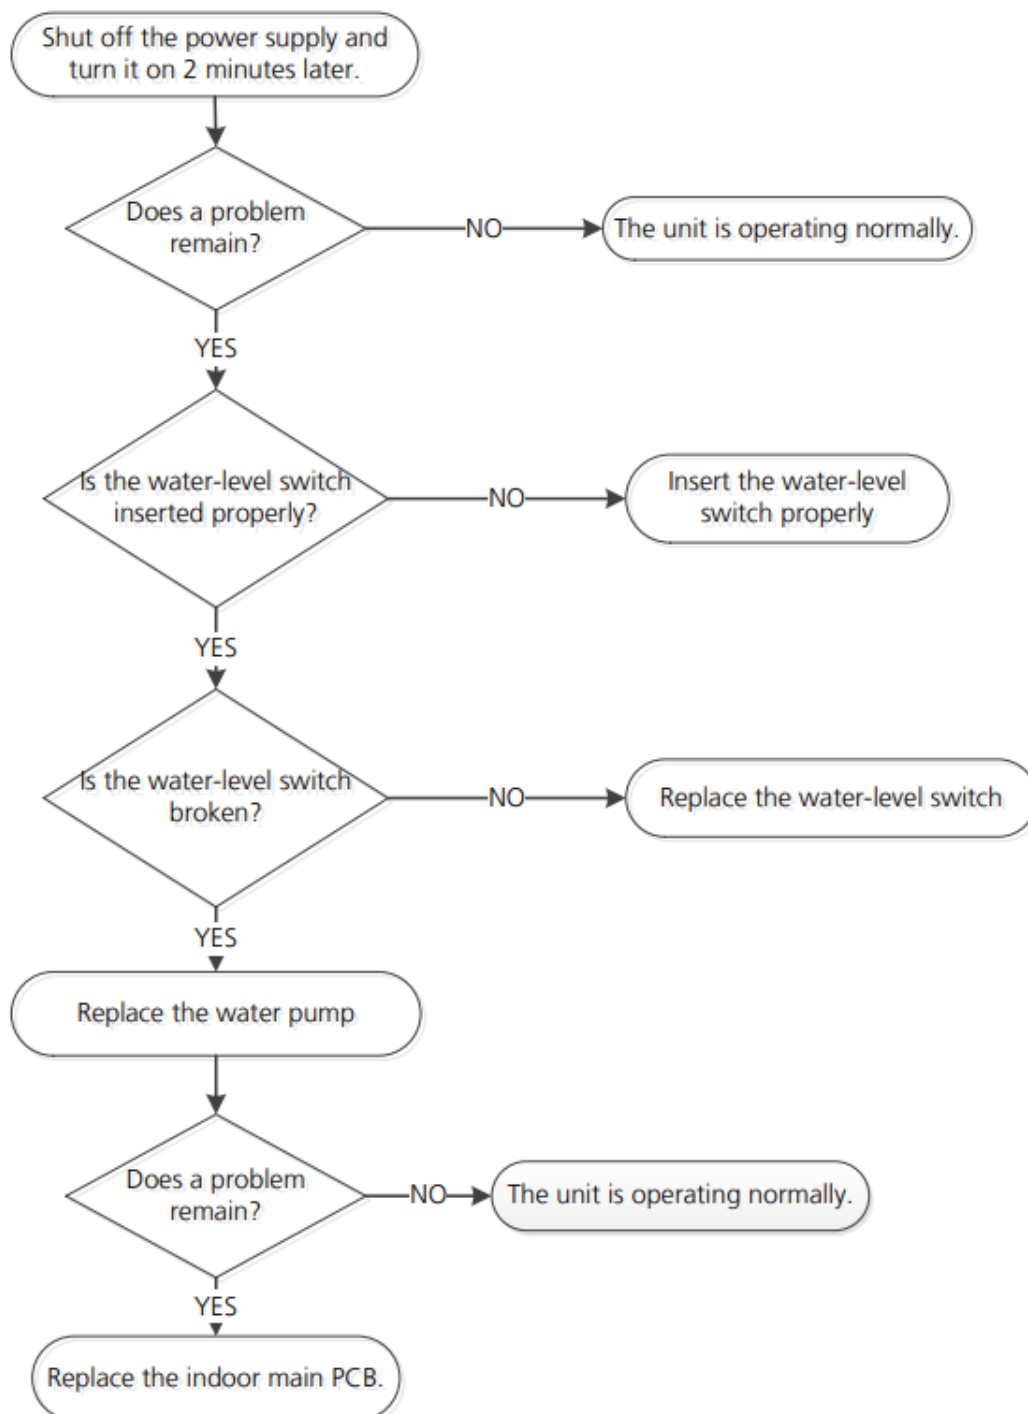 Shut off the power supply and
turn it on 2 minutes later.
Does a problem
remain?
NO
The unit is operating normally.
YES
Is the water-level switch
inserted properly?
NO
Insert the water-level
switch properly
YES
Is the water-level switch
broken?
NO
Replace the water-level switch
YES
Replace the water pump
Does a problem
remain?
NO
The unit is operating normally.
YES
Replace the indoor main PCB.